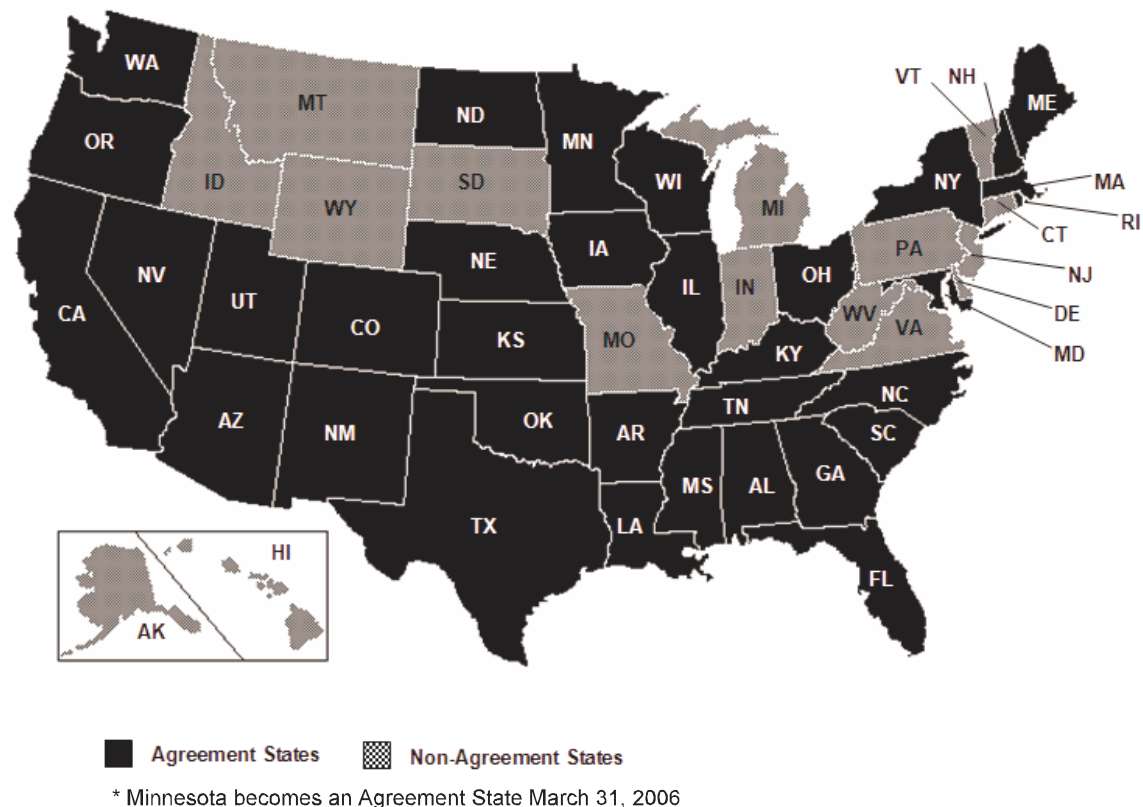 WA
MT
ND
MN
VT NH
ME
OR
ID
WY
SD
WI
MI
NY
MA
RI
CT
NJ
DE
MD
NV
UT
CA
CO
NE
IA
IL
IN
OH
PA
WV
VA
KS
MO
KY
AZ
NM
OK
AR
TN
NC
SC
MS
AL
GA
TX
LA
FL
HI
AK
Agreement States Non-Agreement States
* Minnesota becomes an Agreement State March 31, 2006